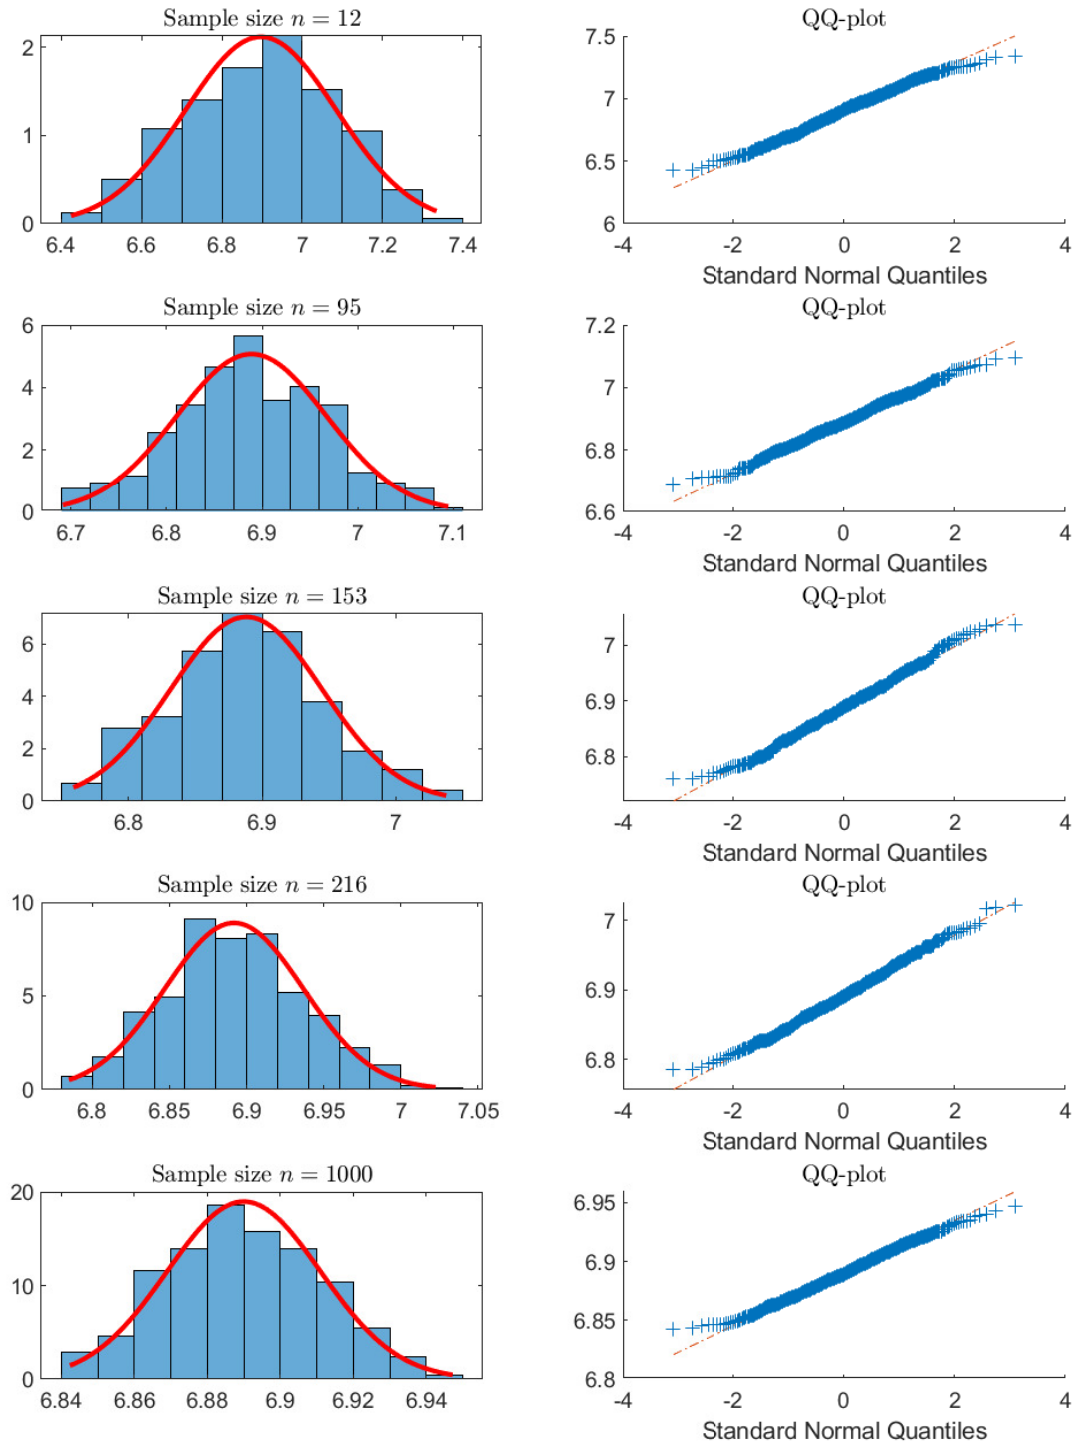 Sample size n = 12
2
1
0
6.4 6.6 6.8 7 7.2 7.4
QQ-plot
7.5
7
6.5
6
-4 -2 0 2 4
Standard Normal Quantiles
Sample size n = 95
6
4
2
0
6.7 6.8 6.9 7 7.1
QQ-plot
7.2
7
6.8
6.6
-4 -2 0 2 4
Standard Normal Quantiles
Sample size n = 153
6
4
2
0
6.8 6.9 7
QQ-plot
7
6.9
6.8
-4 -2 0 2 4
Standard Normal Quantiles
Sample size n = 216
10
5
0
6.8 6.85 6.9 6.95 7 7.05
QQ-plot
7
6.9
6.8
-4 -2 0 2 4
Standard Normal Quantiles
Sample size n = 1000
20
10
0
6.84 6.86 6.88 6.9 6.92 6.94
QQ-plot
6.95
6.9
6.85
6.8
-4 -2 0 2 4
Standard Normal Quantiles